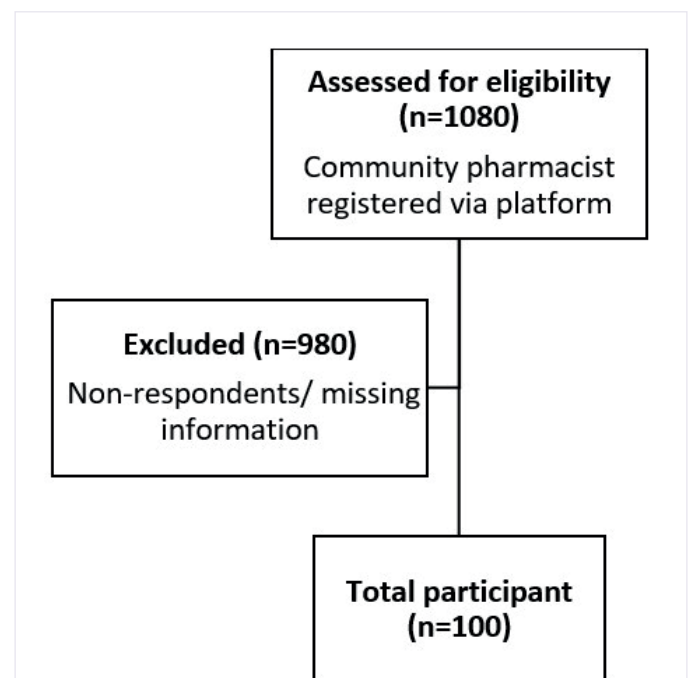 Assessed for eligibility
(n=1080)
Community pharmacist
registered via platform
Excluded (n=980)
Non-respondents/ missing
information
Total participant
(n=100)